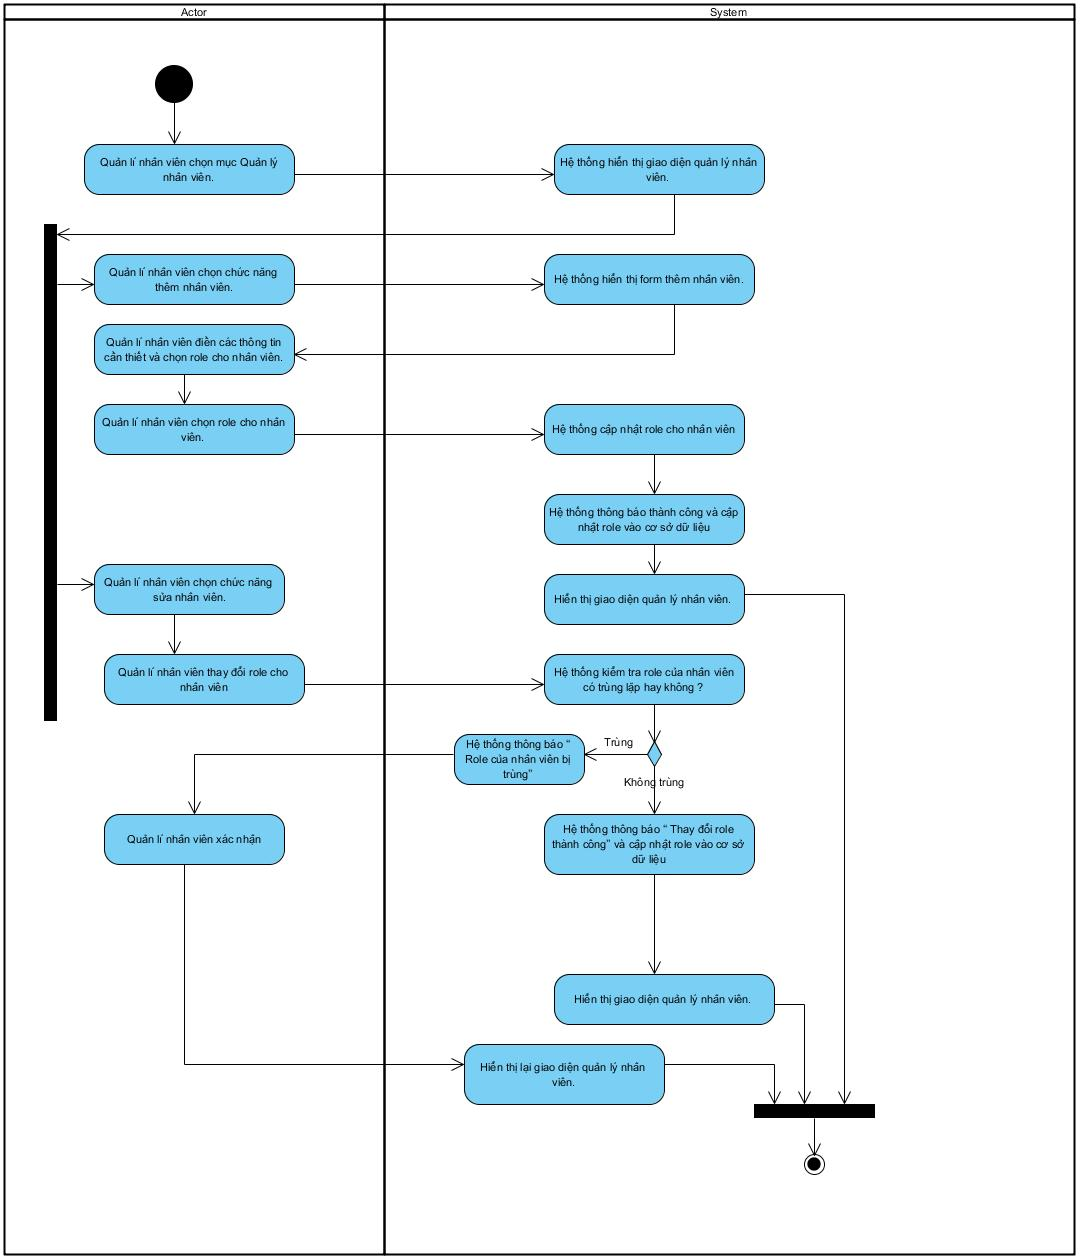 Actor
System
Quản lí nhân viên chọn mục Quản lý
nhân viên.
Hệ thống hiển thị giao diện quản lý nhân
viên.
Quản lí nhân viên chọn chức năng
thêm nhân viên.
Hệ thống hiển thị form thêm nhân viên.
Quản lí nhân viên điền các thông tin
cần thiết và chọn role cho nhân viên.
Quản lí nhân viên chọn role cho nhân
viên.
Hệ thống cập nhật role cho nhân viên
Hệ thống thông báo thành công và cập
nhật role vào cơ sở dữ liệu
Quản lí nhân viên chọn chức năng
sửa nhân viên.
Hiển thị giao diện quản lý nhân viên.
Quản lí nhân viên thay đổi role cho
nhân viên
Hệ thống kiểm tra role của nhân viên
có trùng lặp hay không ?
Trùng
Hệ thống thông báo “
Role của nhân viên bị
trùng”
Không trùng
Quản lí nhân viên xác nhận
Hệ thống thông báo “ Thay đổi role
thành công” và cập nhật role vào cơ sở
dữ liệu
Hiển thị giao diện quản lý nhân viên.
Hiển thị lại giao diện quản lý nhân
viên.